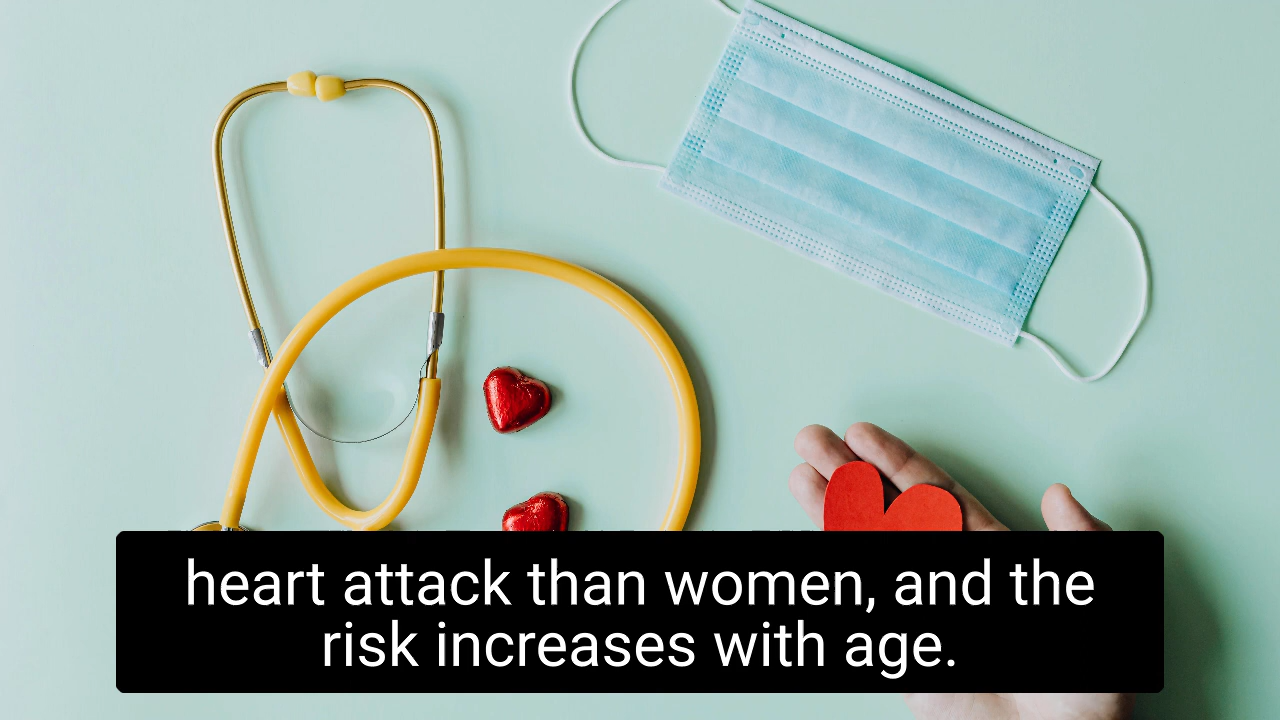 heart attack than women, and the
risk increases with age.